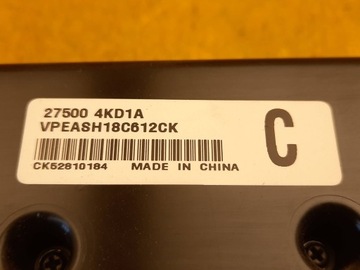 27500 4KD1A
VPEASH18C612CK
C
CK52810184 MADE IN CHINA